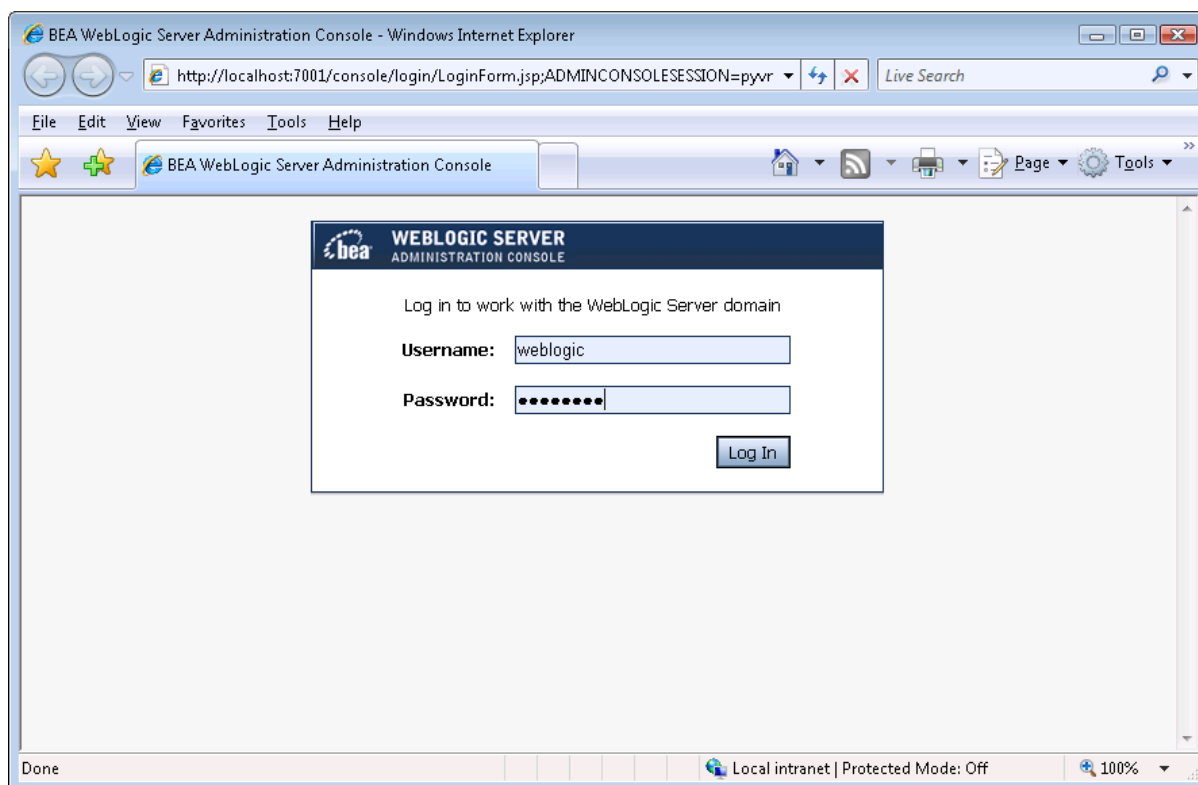 BEA WebLogic Server Administration Console - Windows Internet Explorer
http://localhost:7001/console/login/LoginForm.jsp;ADMINCONSOLESESSION=pyvr
Live Search
File Edit View Favorites Tools Help
BEA WebLogic Server Administration Console
Page Tools
bea WEBLOGIC SERVER
ADMINISTRATION CONSOLE
Log in to work with the WebLogic Server domain
Username: weblogic
Password: ••••••••
Log In
Done Local intranet | Protected Mode: Off 100%